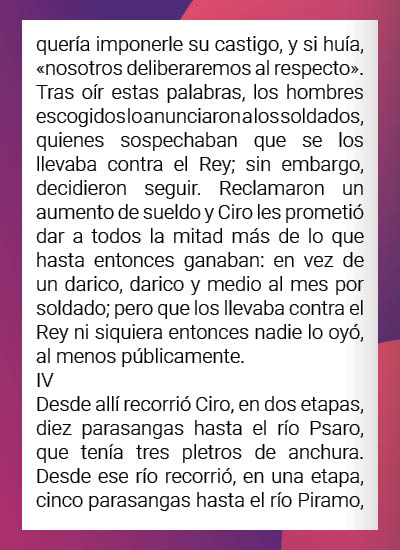 quería imponerle su castigo, y si huía,
«nosotros deliberaremos al respecto».
Tras oír estas palabras, los hombres
escogidos lo anunciaron a los soldados,
quienes sospechaban que se los
llevaba contra el Rey; sin embargo,
decidieron seguir. Reclamaron un
aumento de sueldo y Ciro les prometió
dar a todos la mitad más de lo que
hasta entonces ganaban: en vez de
un darico, darico y medio al mes por
soldado; pero que los llevaba contra el
Rey ni siquiera entonces nadie lo oyó,
al menos públicamente.
IV
Desde allí recorrió Ciro, en dos etapas,
diez parasangas hasta el río Psaro,
que tenía tres pletros de anchura.
Desde ese río recorrió, en una etapa,
cinco parasangas hasta el río Piramo,